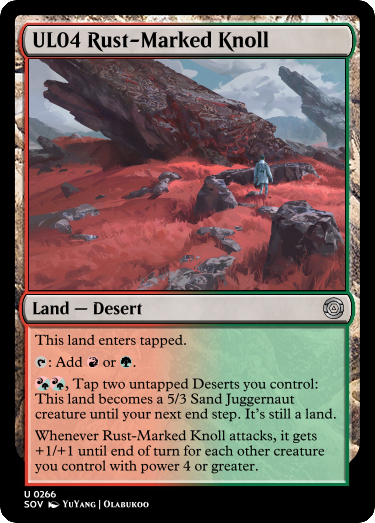 UL04 Rust-Marked Knoll
Land — Desert
This land enters tapped.
: Add or .
, Tap two untapped Deserts you control:
This land becomes a 5/3 Sand Juggernaut
creature until your next end step. It's still a land.
Whenever Rust-Marked Knoll attacks, it gets
+1/+1 until end of turn for each other creature
you control with power 4 or greater.
U 0266
SOV YuYang | Olabukoo